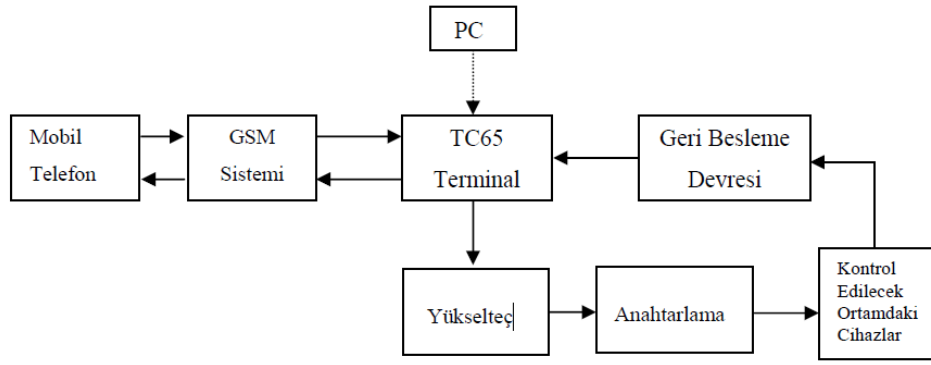 PC
Mobil
Telefon
GSM
Sistemi
TC65
Terminal
Geri Besleme
Devresi
Yükselteç
Anahtarlama
Kontrol
Edilecek
Ortamdaki
Cihazlar